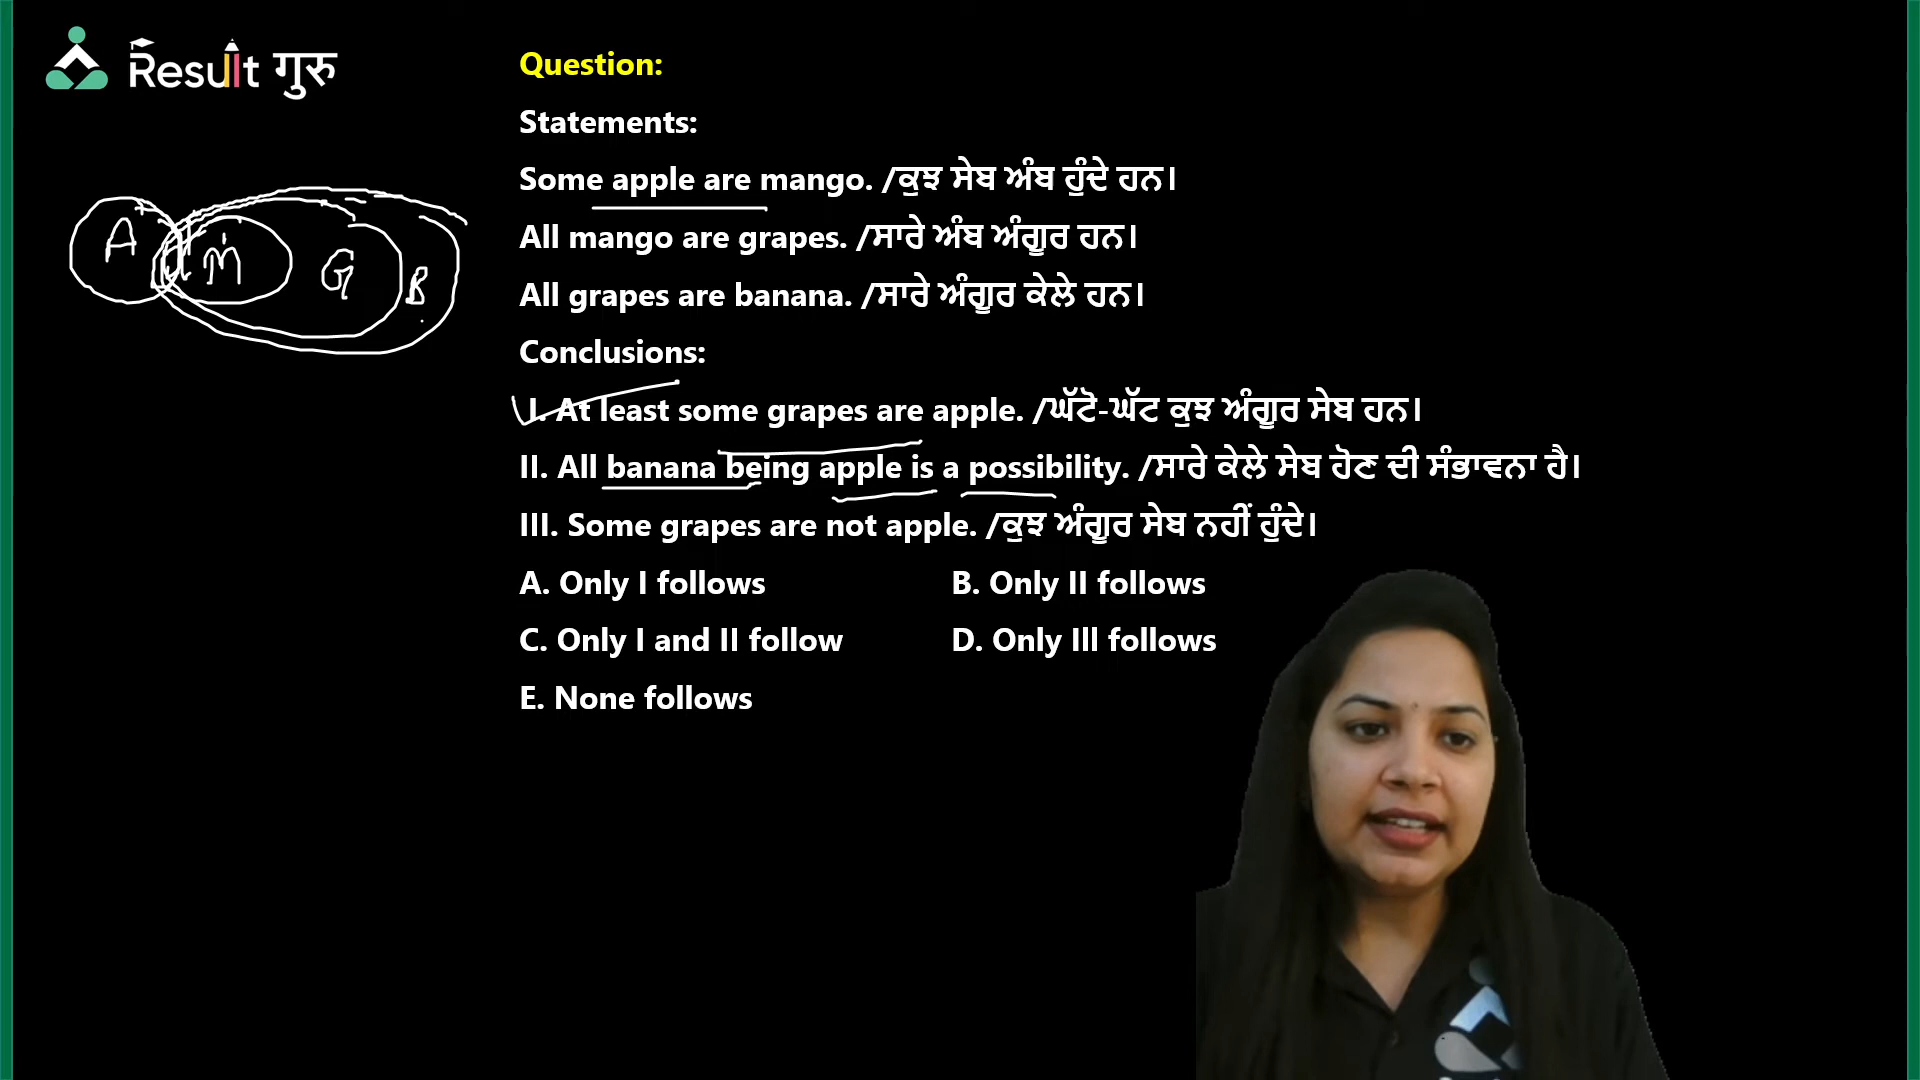 Result गुरु
Question:
Statements:
Some apple are mango. /ਕੁਝ ਸੇਬ ਅੰਬ ਹੁੰਦੇ ਹਨ।
All mango are grapes. /ਸਾਰੇ ਅੰਬ ਅੰਗੂਰ ਹਨ।
All grapes are banana. /ਸਾਰੇ ਅੰਗੂਰ ਕੇਲੇ ਹਨ।
Conclusions:
I. At least some grapes are apple. /ਘੱਟੋ-ਘੱਟ ਕੁਝ ਅੰਗੂਰ ਸੇਬ ਹਨ।
II. All banana being apple is a possibility. /ਸਾਰੇ ਕੇਲੇ ਸੇਬ ਹੋਣ ਦੀ ਸੰਭਾਵਨਾ ਹੈ।
III. Some grapes are not apple. /ਕੁਝ ਅੰਗੂਰ ਸੇਬ ਨਹੀਂ ਹੁੰਦੇ।
A. Only I follows B. Only II follows
C. Only I and II follow D. Only Ill follows
E. None follows
A M G B